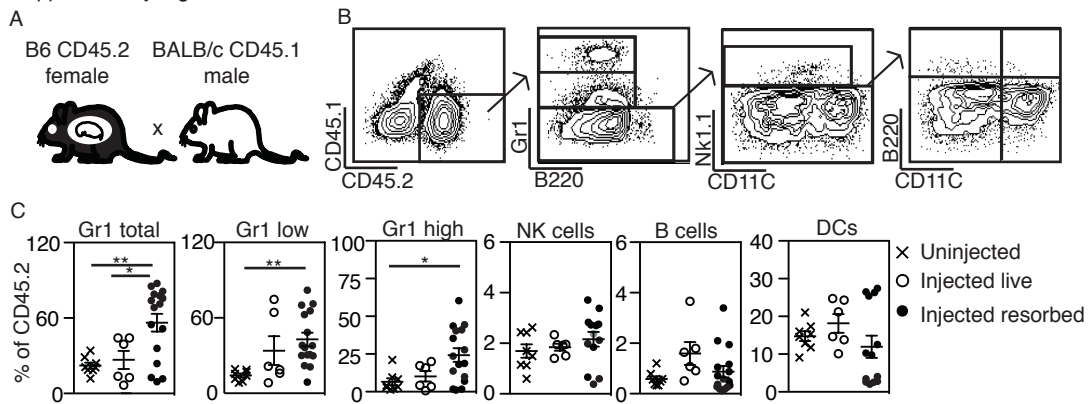 A
B6 CD45.2
female
BALB/c CD45.1
male
x
B
CD45.1
CD45.2
Gr1
B220
Nk1.1
CD11C
B220
CD11C
C
% of CD45.2
Gr1 total
120
60
0
**
*
Gr1 low
120
60
0
**
Gr1 high
100
75
50
25
0
*
NK cells
6
4
2
0
B cells
6
4
2
0
DCs
40
30
20
10
0
Uninjected
Injected live
Injected resorbed